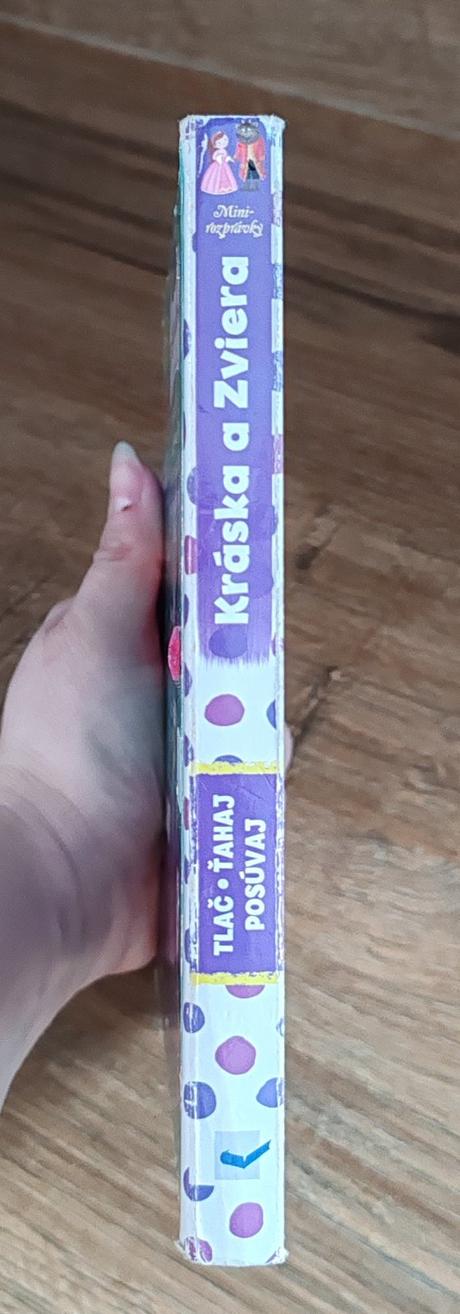 Mini-
rozprávky
Kráska a Zviera
TLAČ • ŤAHAJ
POSÚVAJ